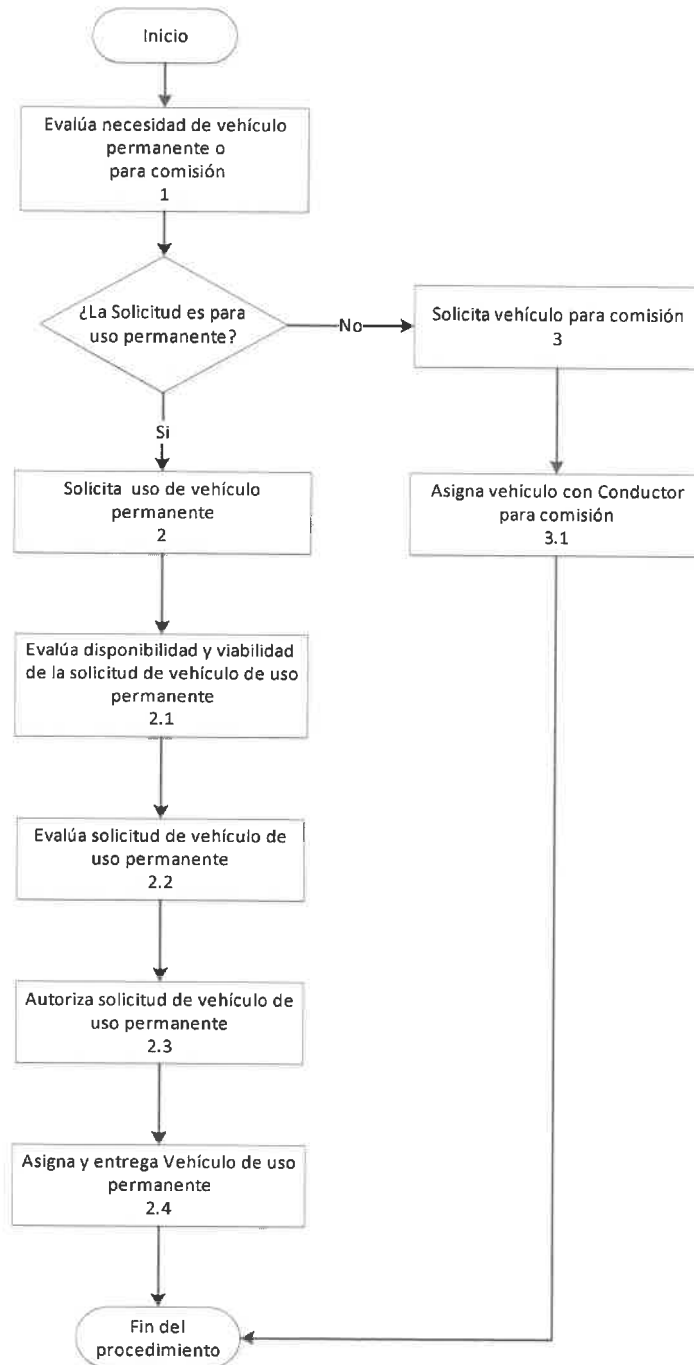 Inicio
Evalúa necesidad de vehículo
permanente o
para comisión
1
¿La Solicitud es para
uso permanente?
No
Solicita vehículo para comisión
3
Si
Solicita uso de vehículo
permanente
2
Asigna vehículo con Conductor
para comisión
3.1
Evalúa disponibilidad y viabilidad
de la solicitud de vehículo de uso
permanente
2.1
Evalúa solicitud de vehículo de
uso permanente
2.2
Autoriza solicitud de vehículo de
uso permanente
2.3
Asigna y entrega Vehículo de uso
permanente
2.4
Fin del
procedimiento